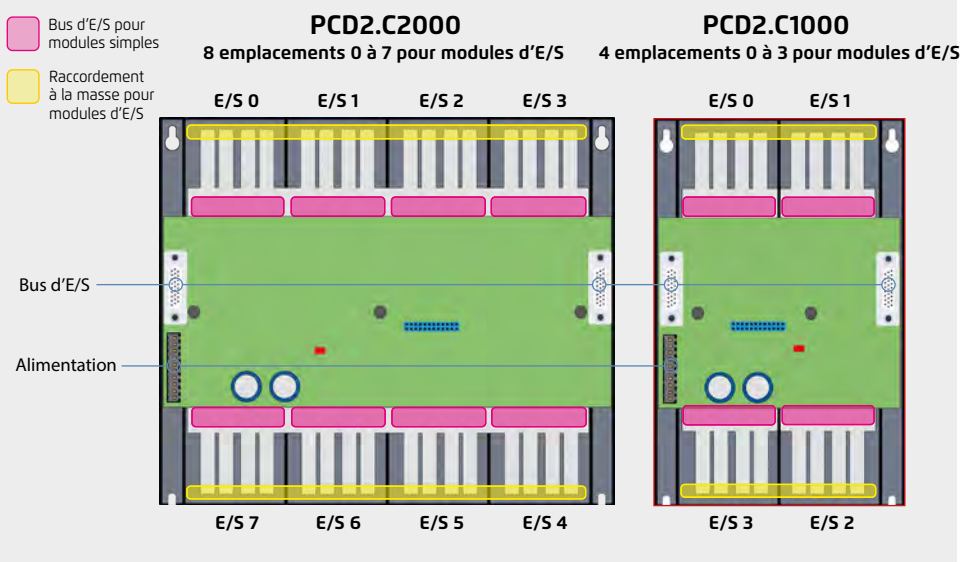 Bus d’E/S pour
modules simples
Raccordement
à la masse pour
modules d’E/S
PCD2.C2000
8 emplacements 0 à 7 pour modules d’E/S
PCD2.C1000
4 emplacements 0 à 3 pour modules d’E/S
E/S 0 E/S 1 E/S 2 E/S 3
E/S 0 E/S 1
Bus d’E/S
Alimentation
E/S 7 E/S 6 E/S 5 E/S 4
E/S 3 E/S 2